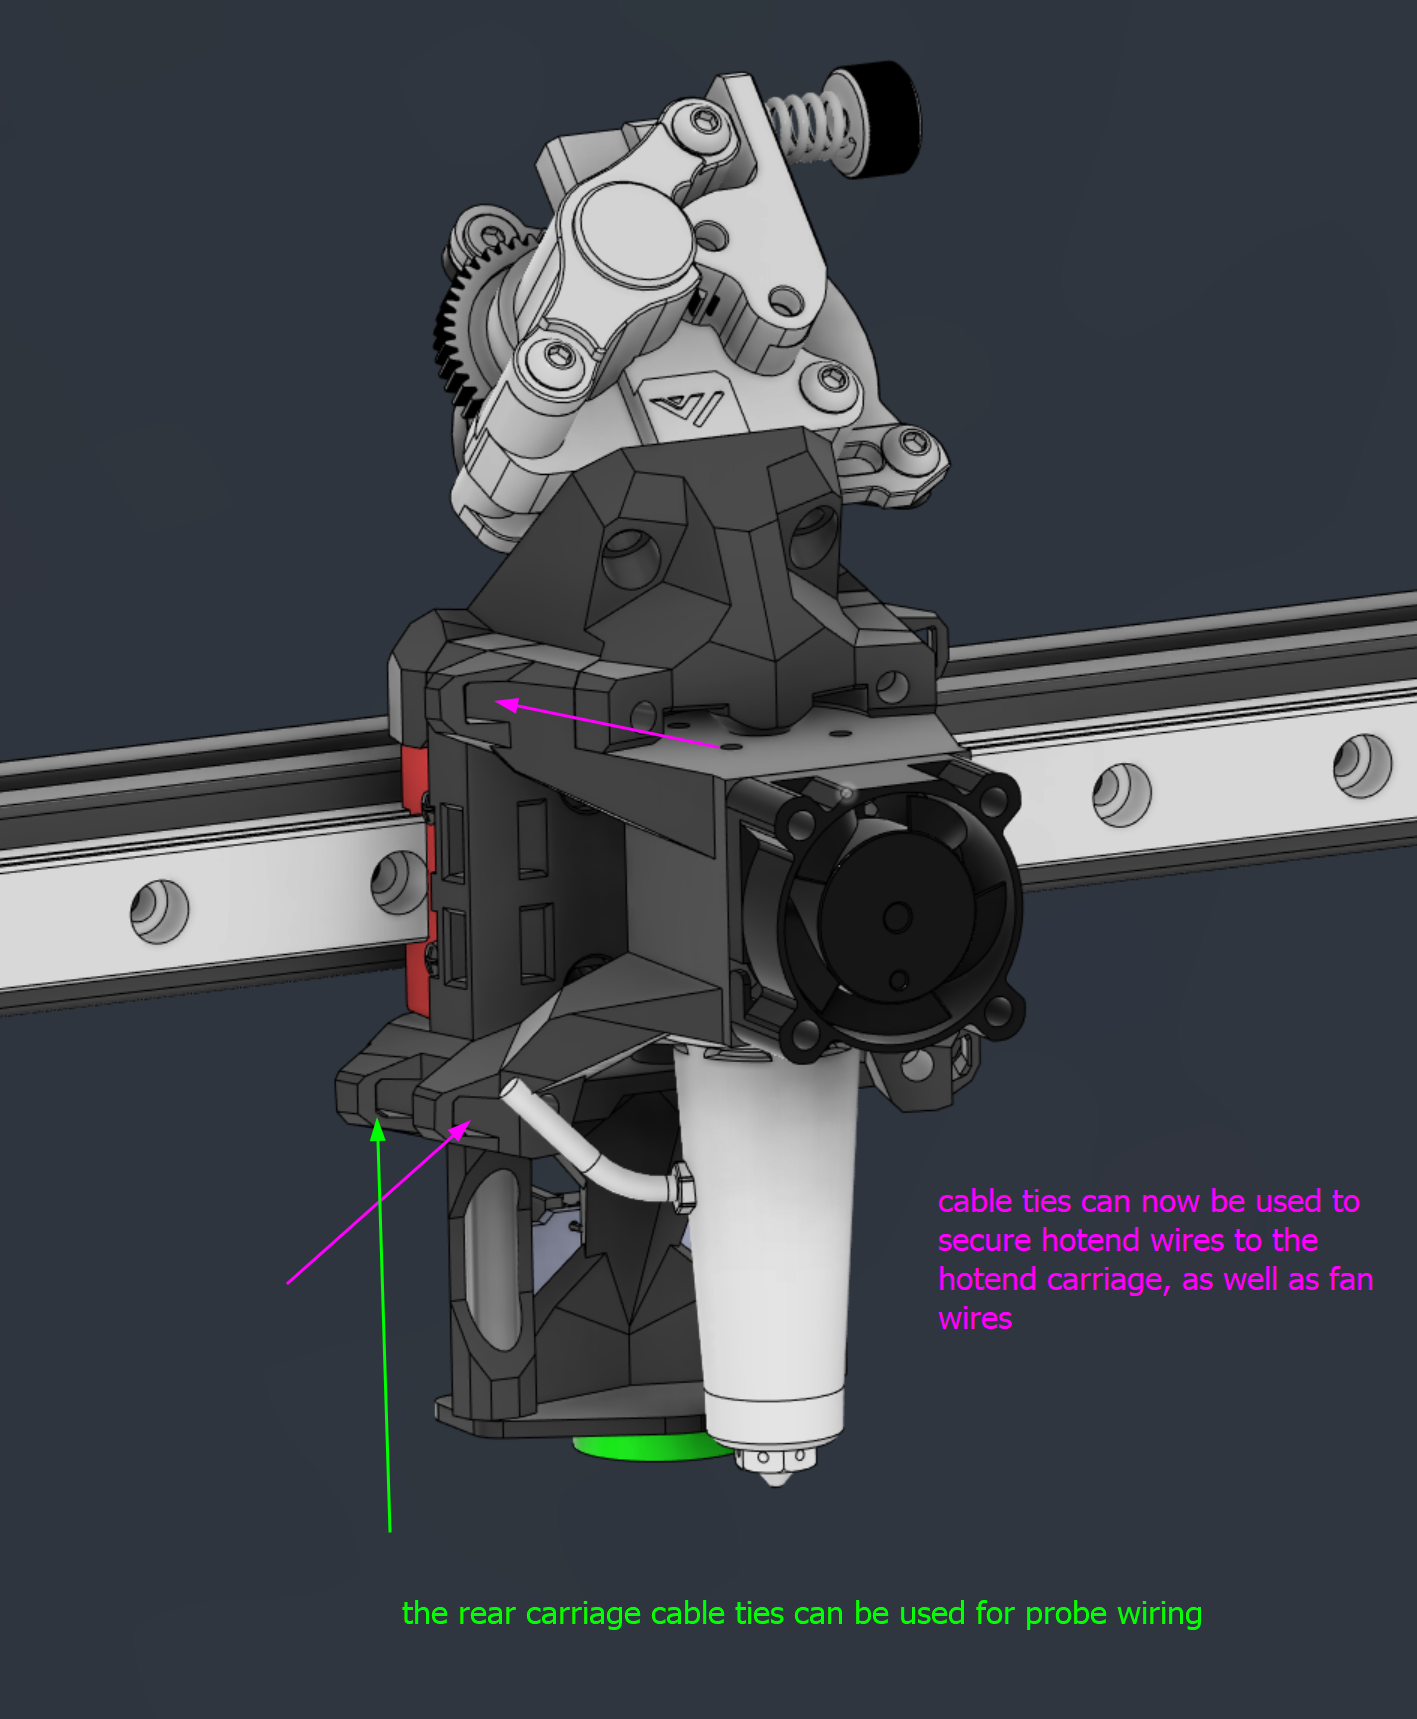 cable ties can now be used to
secure hotend wires to the
hotend carriage, as well as fan
wires
the rear carriage cable ties can be used for probe wiring